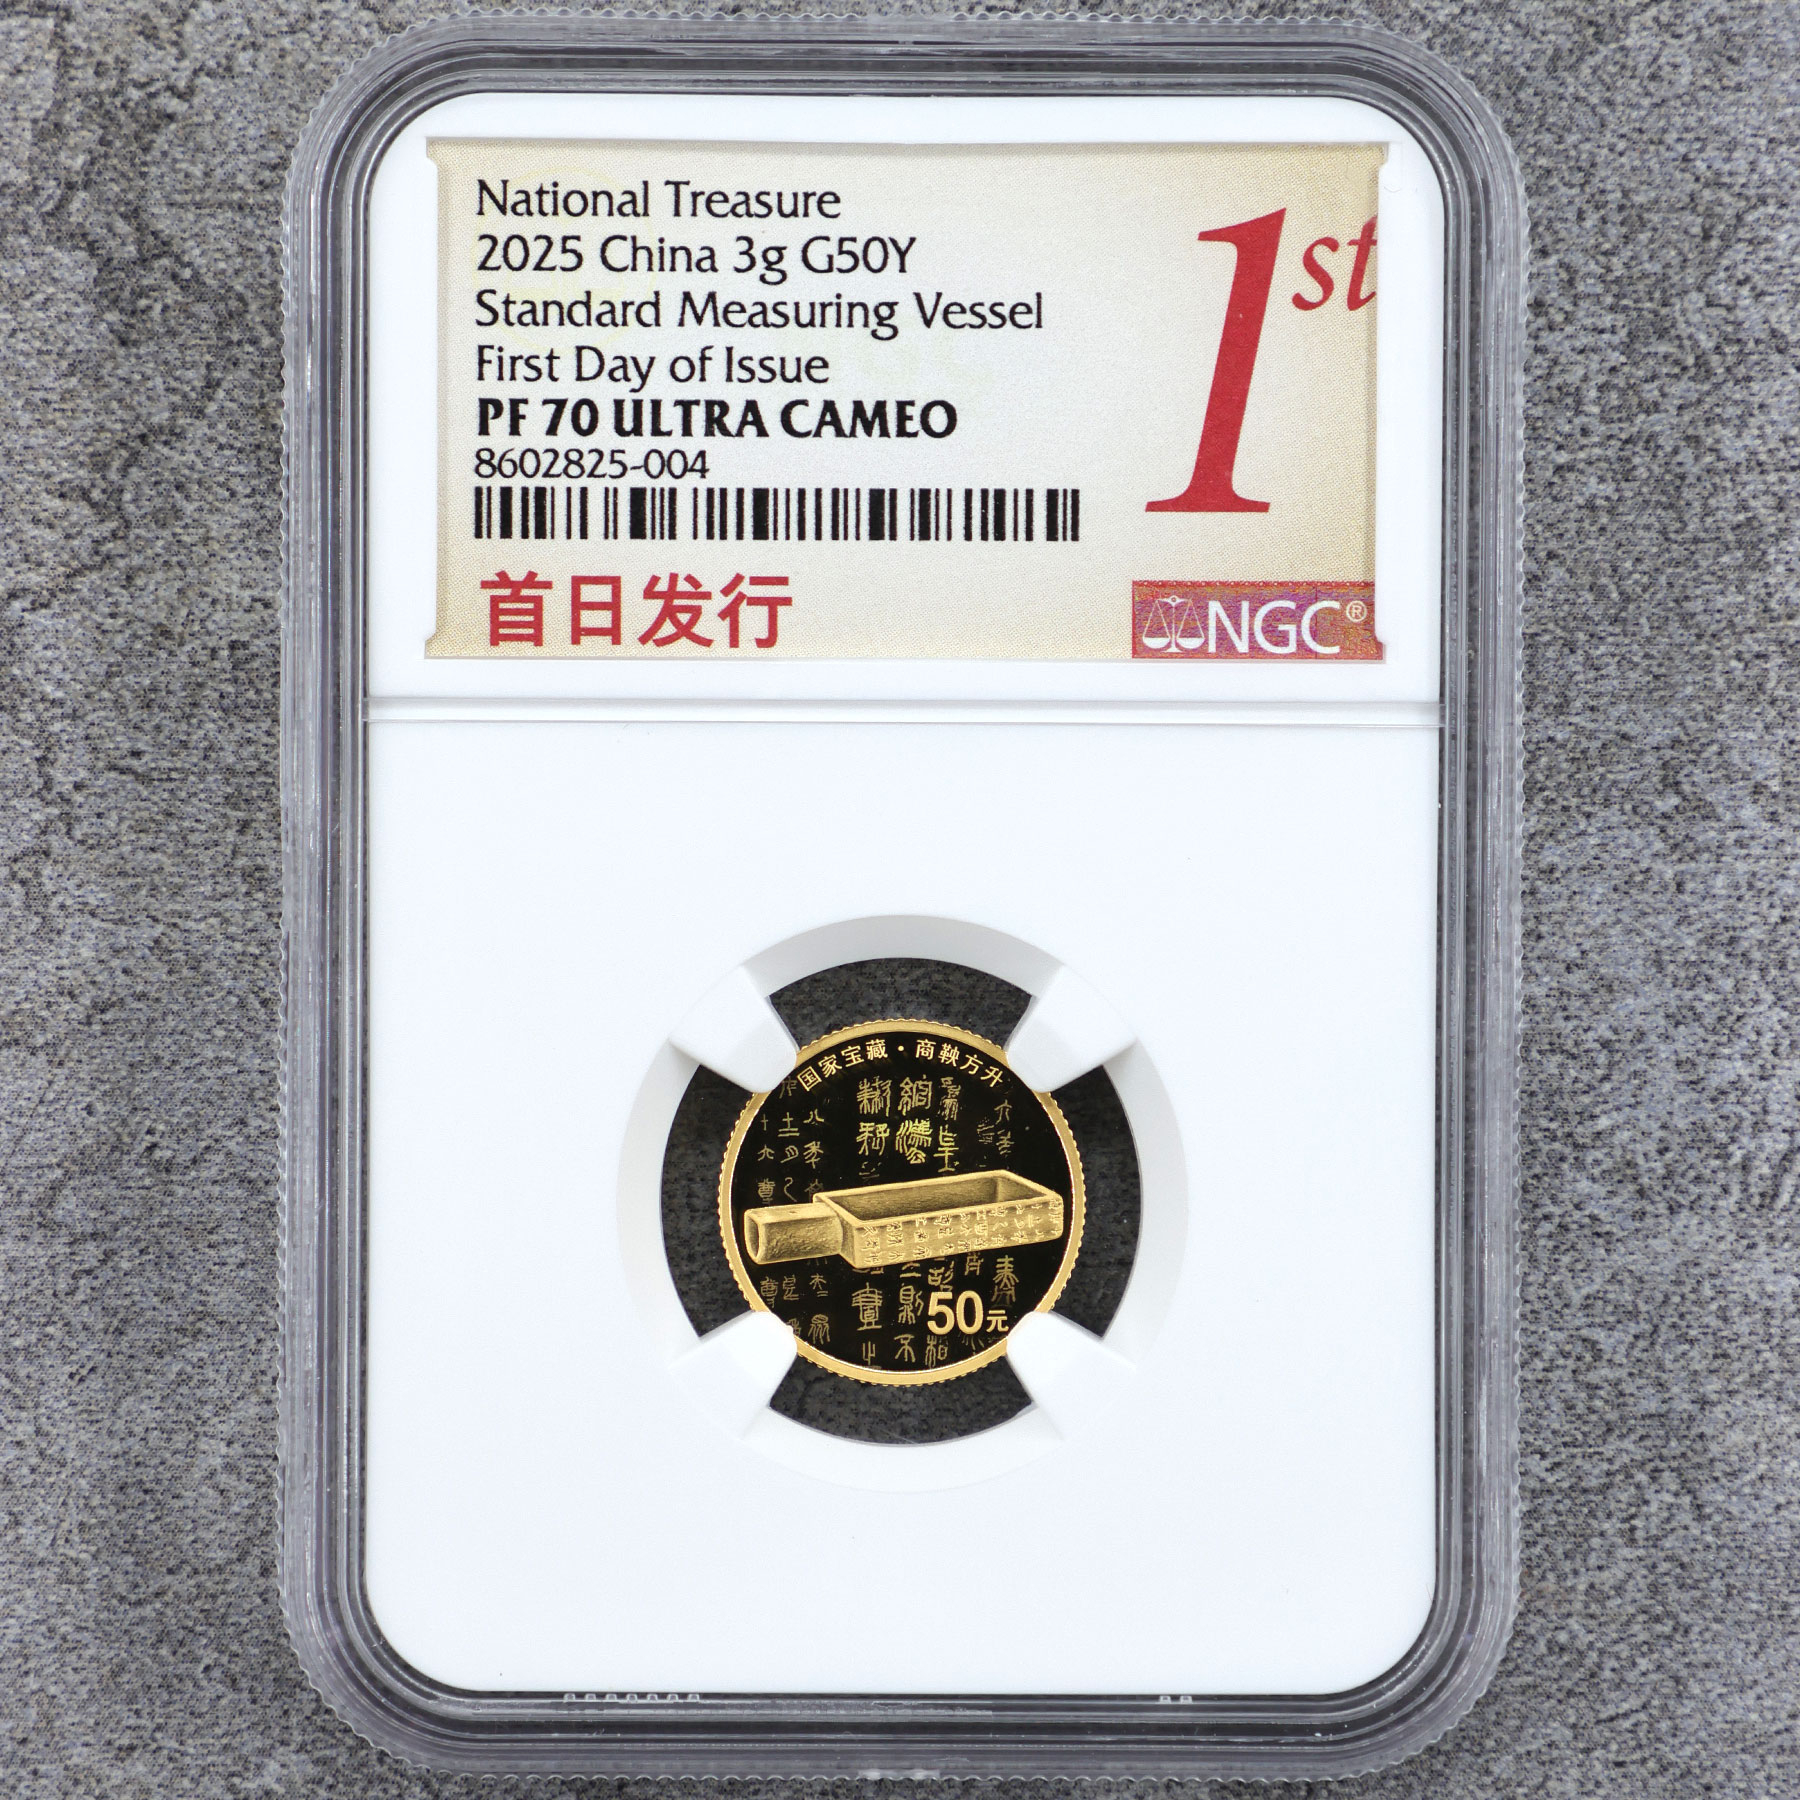 National Treasure
2025 China 3g G50Y
Standard Measuring Vessel
First Day of Issue
PF 70 ULTRA CAMEO
8602825-004
首日发行
1st
NGC®
国家宝藏·商鞅方升
50元